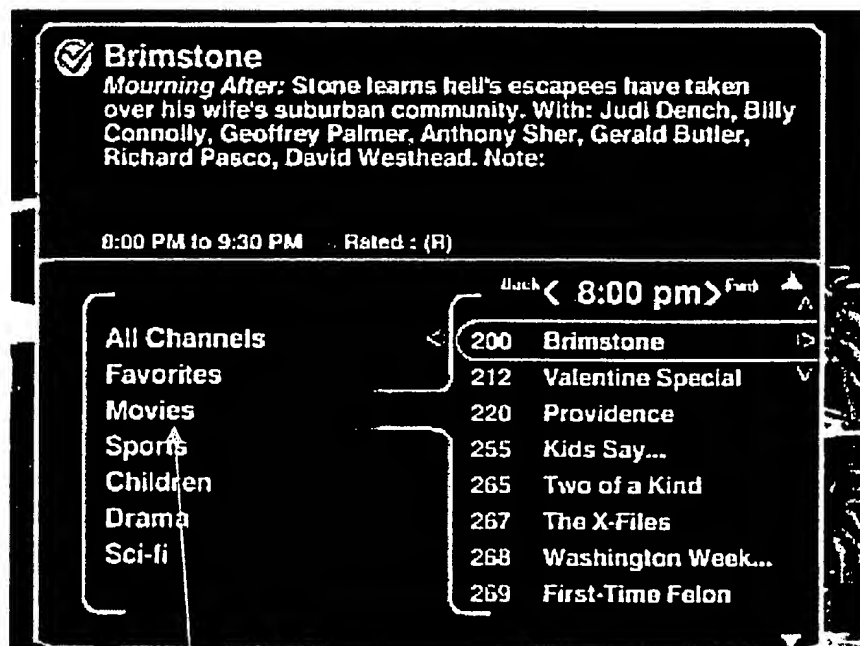 Brimstone
Mourning After: Stone learns hell's escapees have taken
over his wife's suburban community. With: Judi Dench, Billy
Connolly, Geoffrey Palmer, Anthony Sher, Gerald Butler,
Richard Pasco, David Westhead. Note:
8:00 PM to 9:30 PM Rated : (R)
Back < 8:00 pm >
All Channels
Favorites
Movies
Sports
Children
Drama
Sci-fi
200 Brimstone
212 Valentine Special
220 Providence
255 Kids Say...
265 Two of a Kind
267 The X-Files
268 Washington Week...
269 First-Time Felon